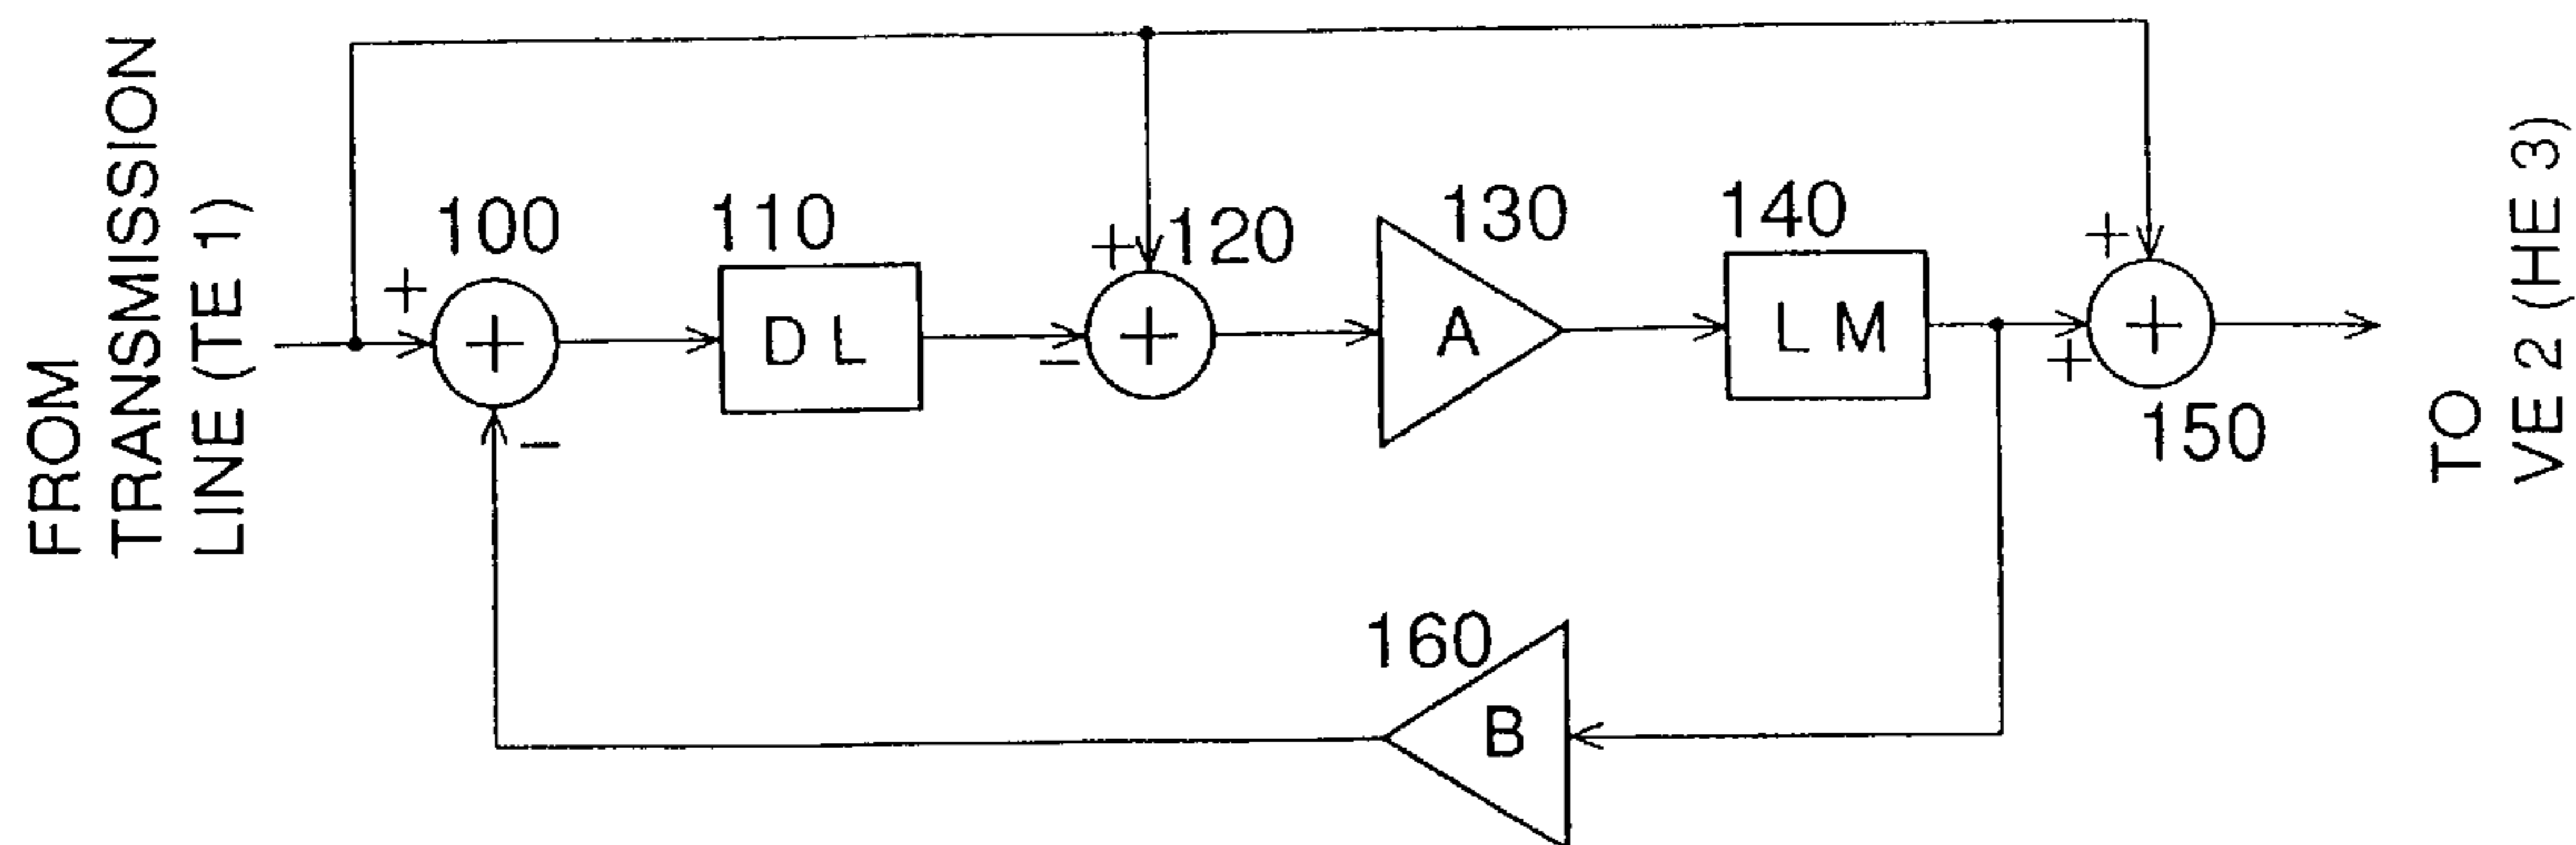 FROM
TRANSMISSION
LINE (TE 1)
100
+
+
−
110
DL
+
−
120
+
130
A
140
LM
+
+
+
150
160
B
TO
VE 2 (HE 3)